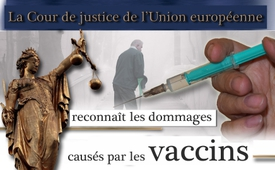 La Cour de justice de l'Union européenne
reconnaît les dommages
causés par les vaccins